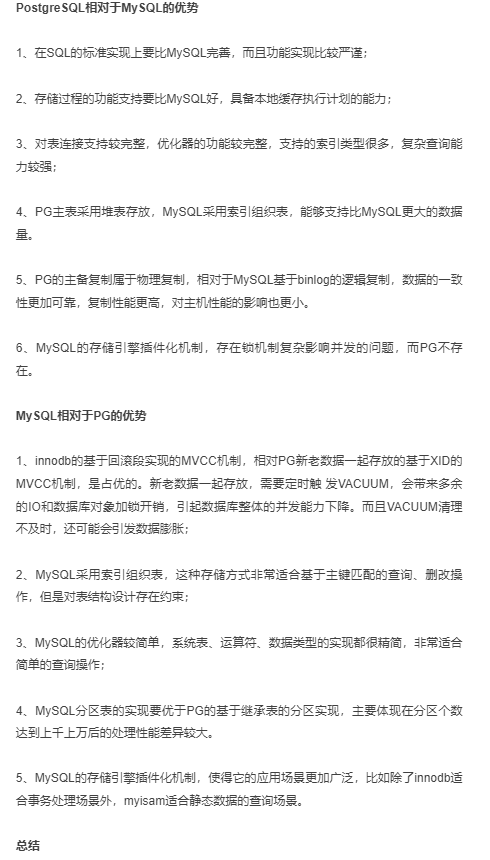 PostgreSQL相对于MySQL的优势
1、在SQL的标准实现上要比MySQL完善，而且功能实现比较严谨；
2、存储过程的功能支持要比MySQL好，具备本地缓存执行计划的能力；
3、对表连接支持较完整，优化器的功能较完整，支持的索引类型很多，复杂查询能
力较强；
4、PG主表采用堆表存放，MySQL采用索引组织表，能够支持比MySQL更大的数据
量。
5、PG的主备复制属于物理复制，相对于MySQL基于binlog的逻辑复制，数据的一致
性更加可靠，复制性能更高，对主机性能的影响也更小。
6、MySQL的存储引擎插件化机制，存在锁机制复杂影响并发的问题，而PG不存
在。
MySQL相对于PG的优势
1、innodb的基于回滚段实现的MVCC机制，相对PG新老数据一起存放的基于XID的
MVCC机制，是占优的。新老数据一起存放，需要定时触 发VACUUM，会带来多余
的IO和数据库对象加锁开销，引起数据库整体的并发能力下降。而且VACUUM清理
不及时，还可能会引发数据膨胀；
2、MySQL采用索引组织表，这种存储方式非常适合基于主键匹配的查询、删改操
作，但是对表结构设计存在约束；
3、MySQL的优化器较简单，系统表、运算符、数据类型的实现都很精简，非常适合
简单的查询操作；
4、MySQL分区表的实现要优于PG的基于继承表的分区实现，主要体现在分区个数
达到上千上万后的处理性能差异较大。
5、MySQL的存储引擎插件化机制，使得它的应用场景更加广泛，比如除了innodb适
合事务处理场景外，myisam适合静态数据的查询场景。
总结